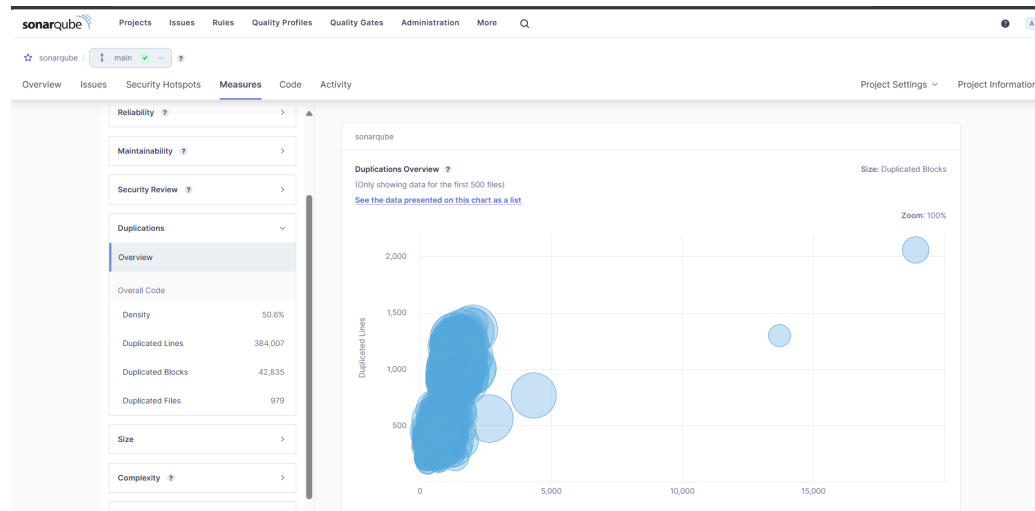 sonarqube
Projects Issues Rules Quality Profiles Quality Gates Administration More
? A
sonarqube / main ?
Overview Issues Security Hotspots Measures Code Activity
Project Settings Project Information
Reliability ?
Maintainability ?
Security Review ?
Duplications
Overview
Overall Code
Density 50.6%
Duplicated Lines 384,007
Duplicated Blocks 42,835
Duplicated Files 979
Size
Complexity ?
sonarqube
Duplications Overview ?
Size: Duplicated Blocks
(Only showing data for the first 500 files)
See the data presented on this chart as a list
Zoom: 100%
2,000
1,500
1,000
500
Duplicated Lines
0 5,000 10,000 15,000